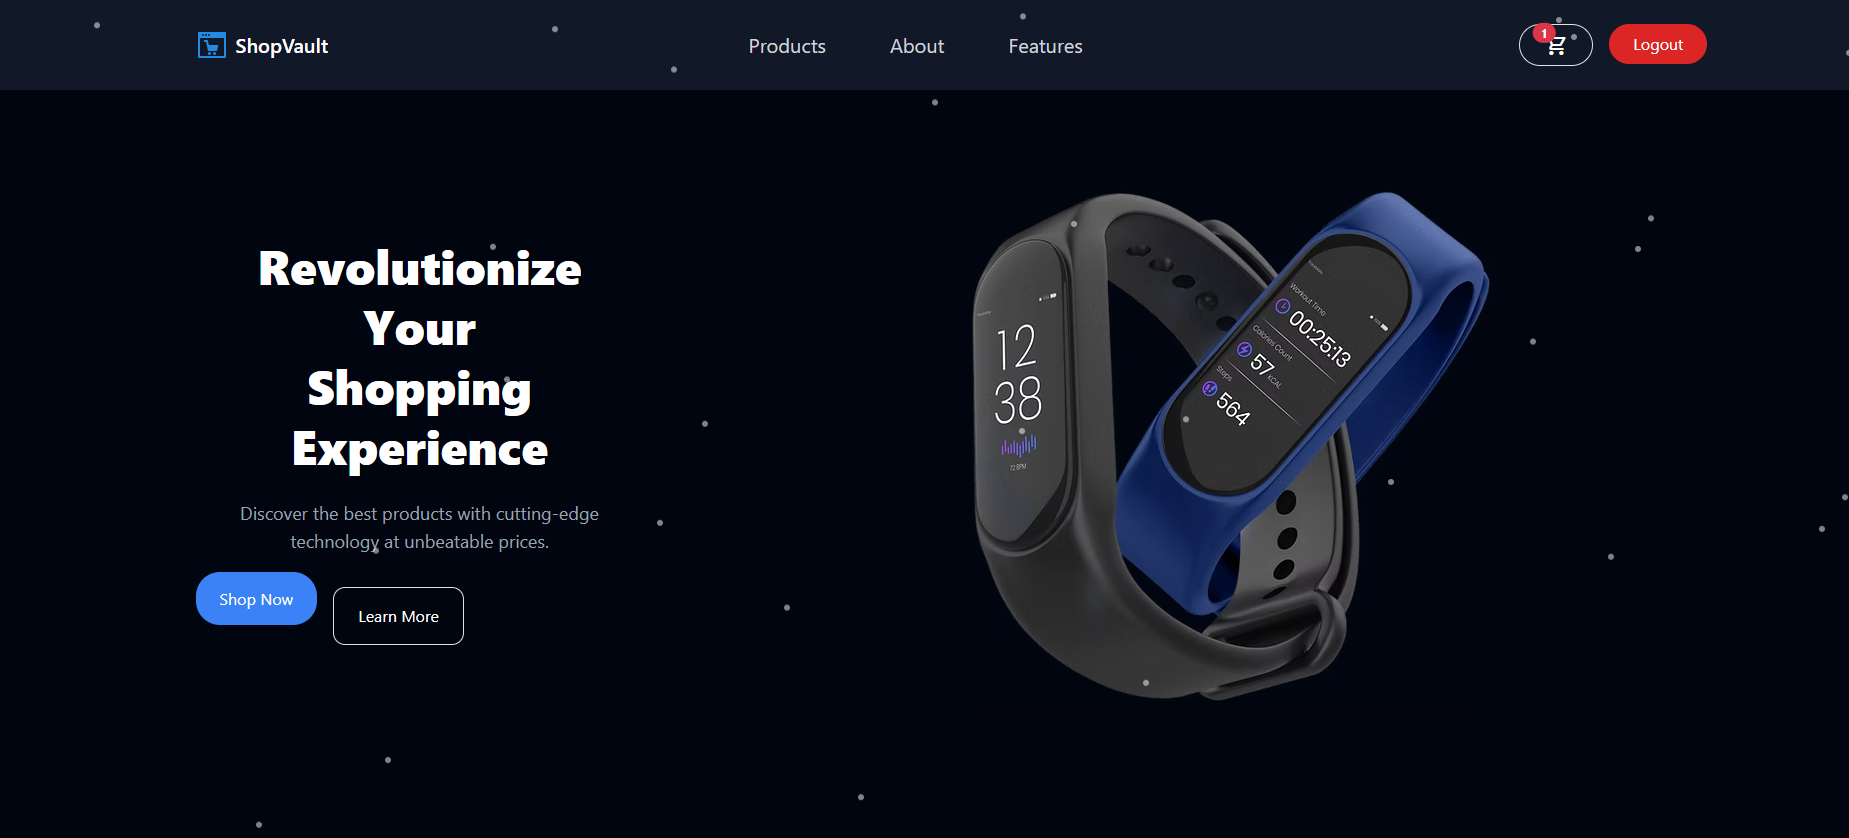 ShopVault
Products
About
Features
1
Logout
Revolutionize
Your
Shopping
Experience
Discover the best products with cutting-edge
technology at unbeatable prices.
Shop Now
Learn More
12
38
72 BPM
Workout Time
00:25:13
Calories Count
57 KCAL
Steps
564